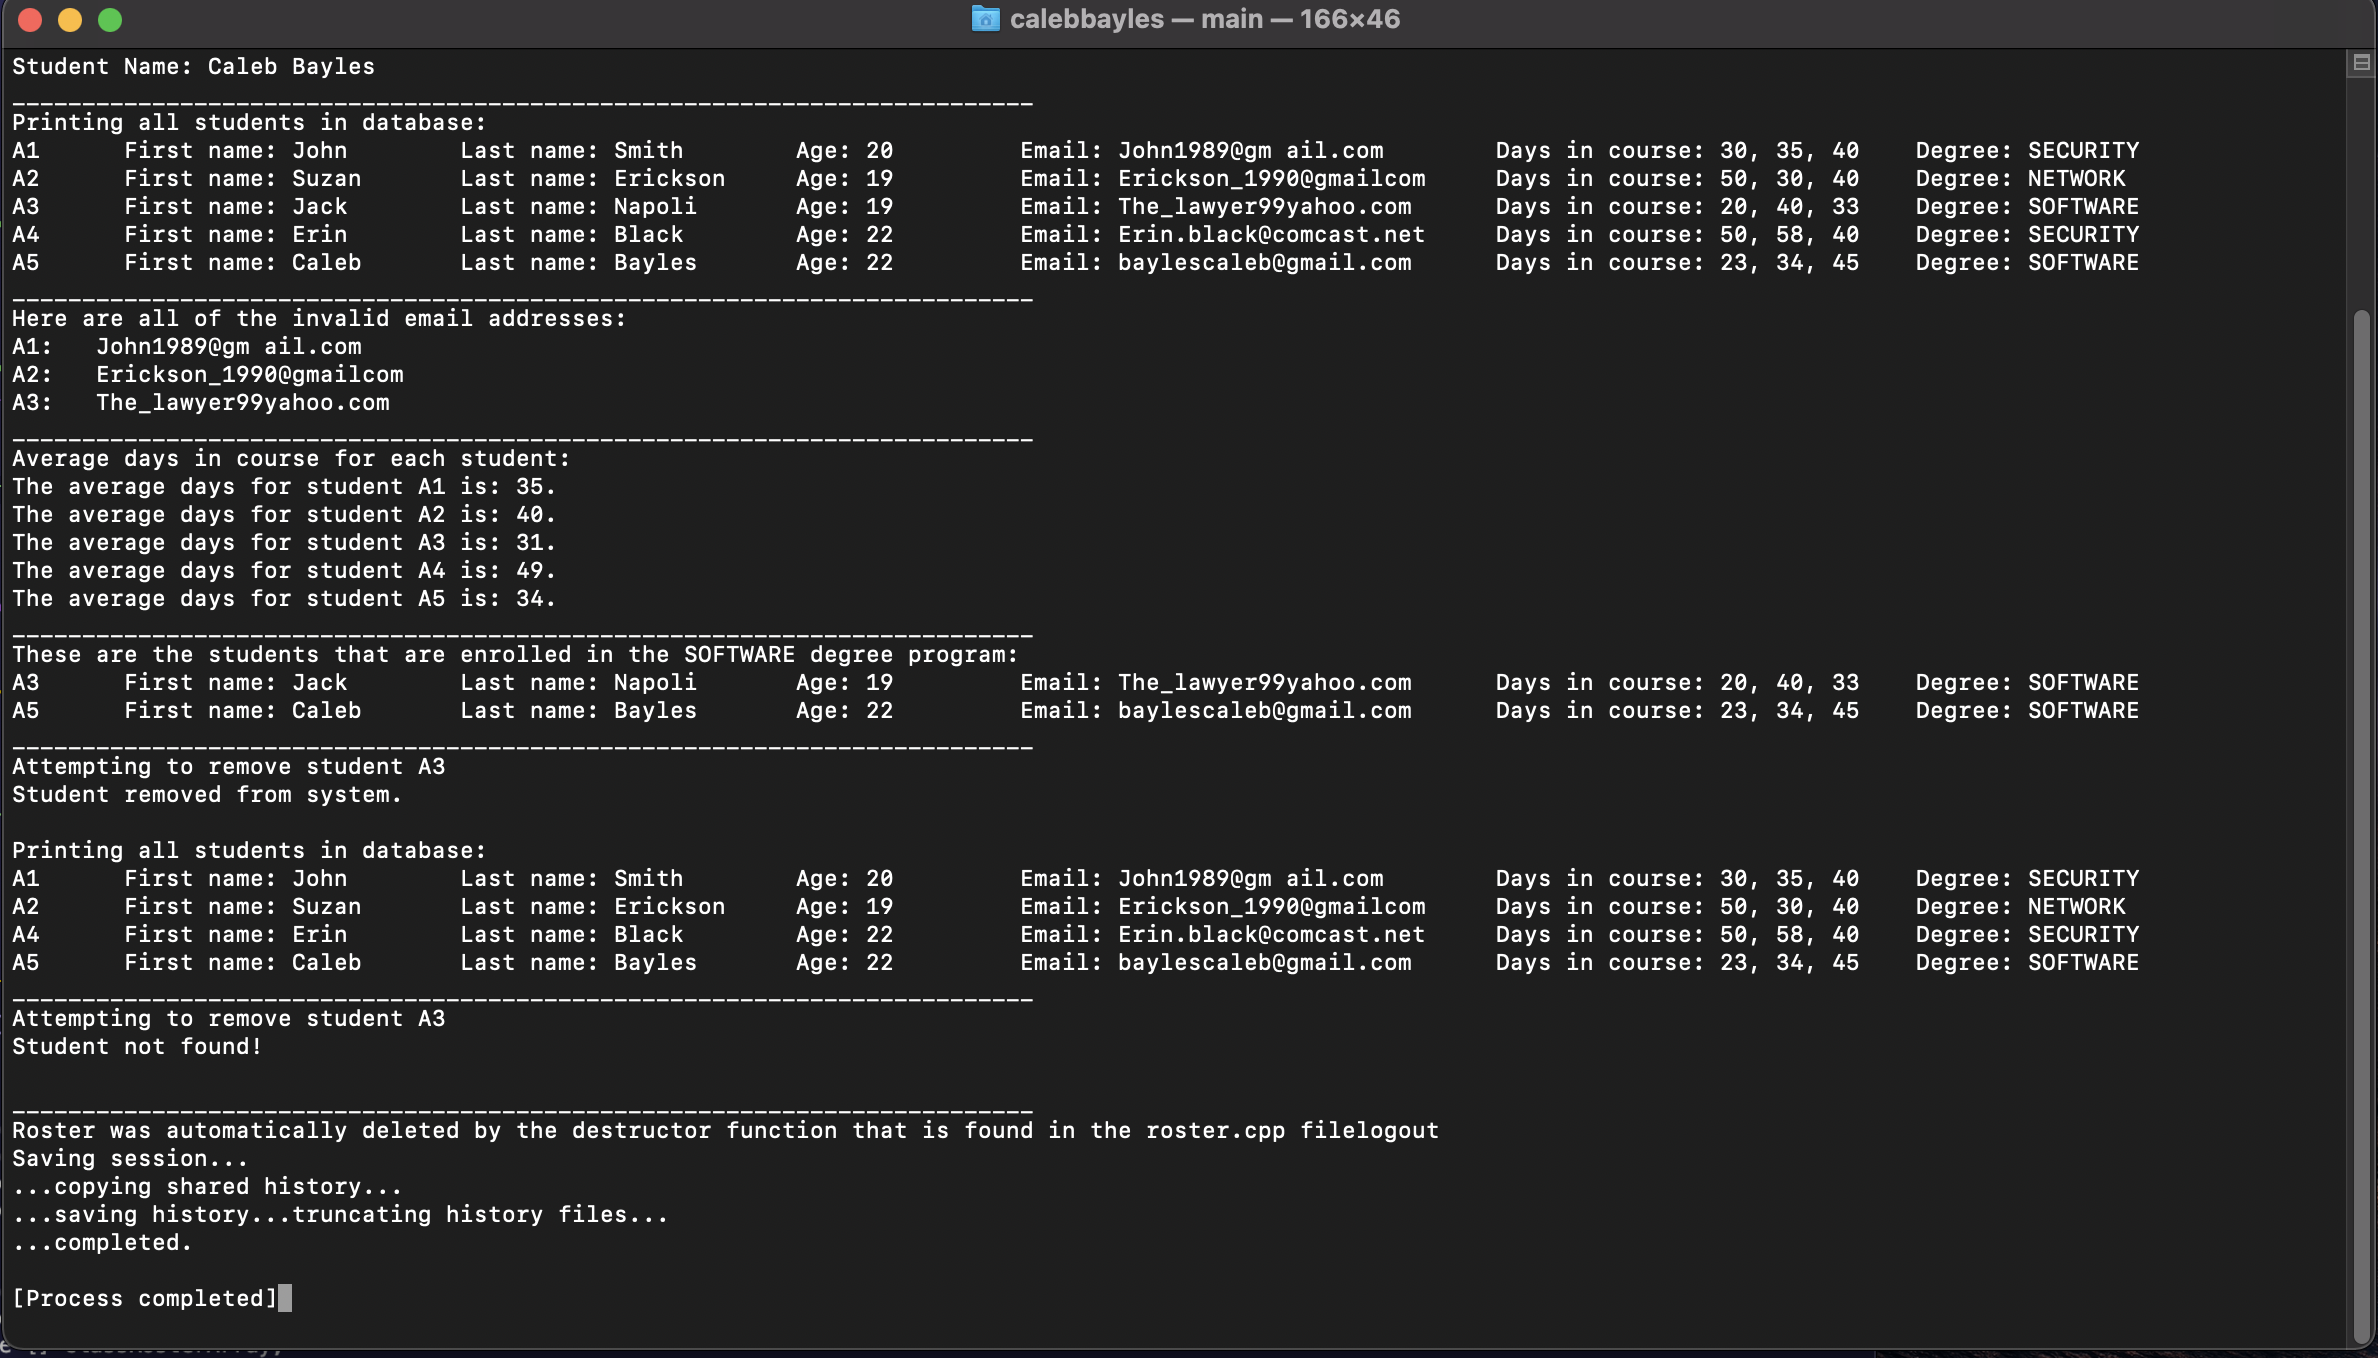 calebbayles — main — 166×46
Student Name: Caleb Bayles
_________________________________________________________________________
Printing all students in database:
A1	First name: John	Last name: Smith	Age: 20		Email: John1989@gm ail.com	Days in course: 30, 35, 40	Degree: SECURITY
A2	First name: Suzan	Last name: Erickson	Age: 19		Email: Erickson_1990@gmailcom	Days in course: 50, 30, 40	Degree: NETWORK
A3	First name: Jack	Last name: Napoli	Age: 19		Email: The_lawyer99yahoo.com	Days in course: 20, 40, 33	Degree: SOFTWARE
A4	First name: Erin	Last name: Black	Age: 22		Email: Erin.black@comcast.net	Days in course: 50, 58, 40	Degree: SECURITY
A5	First name: Caleb	Last name: Bayles	Age: 22		Email: baylescaleb@gmail.com	Days in course: 23, 34, 45	Degree: SOFTWARE
_________________________________________________________________________
Here are all of the invalid email addresses:
A1:   John1989@gm ail.com
A2:   Erickson_1990@gmailcom
A3:   The_lawyer99yahoo.com
_________________________________________________________________________
Average days in course for each student:
The average days for student A1 is: 35.
The average days for student A2 is: 40.
The average days for student A3 is: 31.
The average days for student A4 is: 49.
The average days for student A5 is: 34.
_________________________________________________________________________
These are the students that are enrolled in the SOFTWARE degree program:
A3	First name: Jack	Last name: Napoli	Age: 19		Email: The_lawyer99yahoo.com	Days in course: 20, 40, 33	Degree: SOFTWARE
A5	First name: Caleb	Last name: Bayles	Age: 22		Email: baylescaleb@gmail.com	Days in course: 23, 34, 45	Degree: SOFTWARE
_________________________________________________________________________
Attempting to remove student A3
Student removed from system.
Printing all students in database:
A1	First name: John	Last name: Smith	Age: 20		Email: John1989@gm ail.com	Days in course: 30, 35, 40	Degree: SECURITY
A2	First name: Suzan	Last name: Erickson	Age: 19		Email: Erickson_1990@gmailcom	Days in course: 50, 30, 40	Degree: NETWORK
A4	First name: Erin	Last name: Black	Age: 22		Email: Erin.black@comcast.net	Days in course: 50, 58, 40	Degree: SECURITY
A5	First name: Caleb	Last name: Bayles	Age: 22		Email: baylescaleb@gmail.com	Days in course: 23, 34, 45	Degree: SOFTWARE
_________________________________________________________________________
Attempting to remove student A3
Student not found!
_________________________________________________________________________
Roster was automatically deleted by the destructor function that is found in the roster.cpp filelogout
Saving session...
...copying shared history...
...saving history...truncating history files...
...completed.
[Process completed]